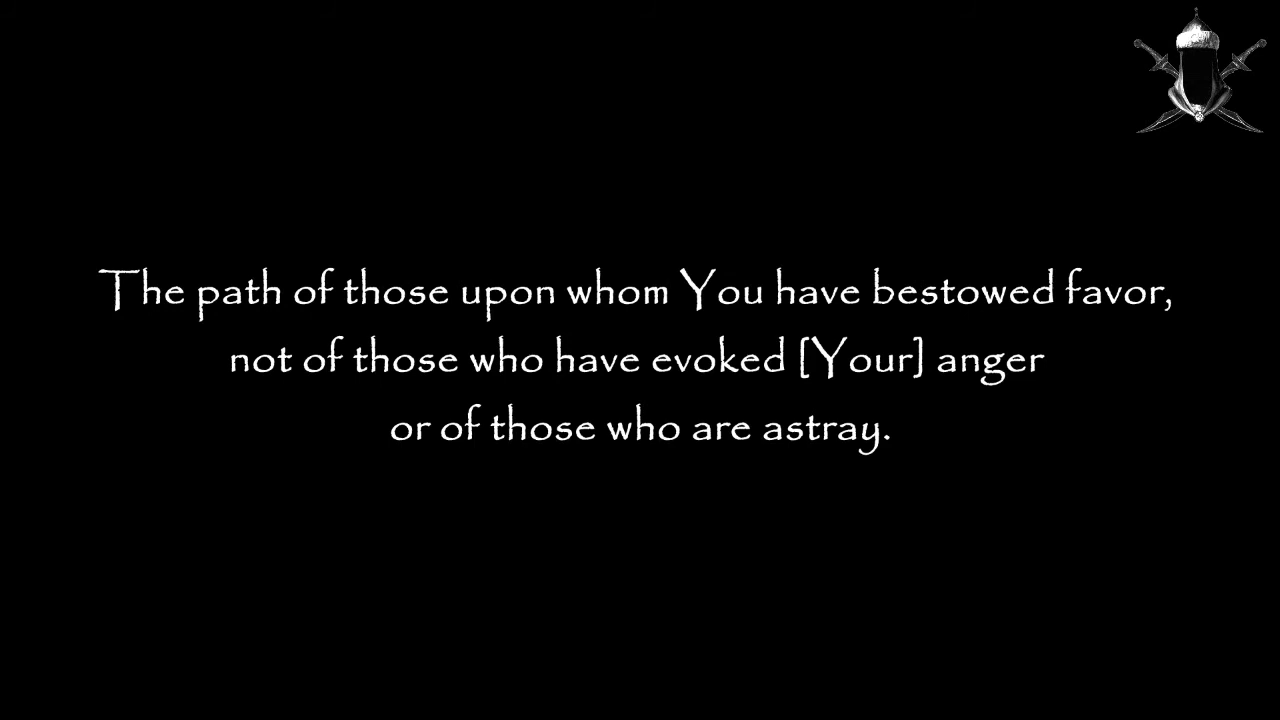 The path of those upon whom You have bestowed favor,
not of those who have evoked [Your] anger
or of those who are astray.